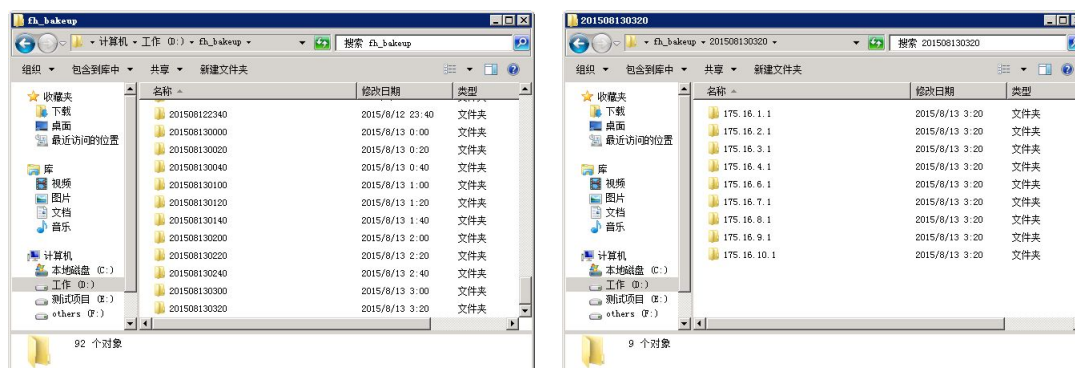 fh_bakeup
计算机 工作 (D:) fh_bakeup
搜索 fh_bakeup
组织 包含到库中 共享 新建文件夹
收藏夹
下载
桌面
最近访问的位置
库
视频
图片
文档
音乐
计算机
本地磁盘 (C:)
工作 (D:)
测试项目 (E:)
others (F:)
名称 修改日期 类型
201508122340 2015/8/12 23:40 文件夹
201508130000 2015/8/13 0:00 文件夹
201508130020 2015/8/13 0:20 文件夹
201508130040 2015/8/13 0:40 文件夹
201508130100 2015/8/13 1:00 文件夹
201508130120 2015/8/13 1:20 文件夹
201508130140 2015/8/13 1:40 文件夹
201508130200 2015/8/13 2:00 文件夹
201508130220 2015/8/13 2:20 文件夹
201508130240 2015/8/13 2:40 文件夹
201508130300 2015/8/13 3:00 文件夹
201508130320 2015/8/13 3:20 文件夹
92 个对象
201508130320
fh_bakeup 201508130320
搜索 201508130320
组织 包含到库中 共享 新建文件夹
收藏夹
下载
桌面
最近访问的位置
库
视频
图片
文档
音乐
计算机
本地磁盘 (C:)
工作 (D:)
测试项目 (E:)
others (F:)
名称 修改日期 类型
175.16.1.1 2015/8/13 3:20 文件夹
175.16.2.1 2015/8/13 3:20 文件夹
175.16.3.1 2015/8/13 3:20 文件夹
175.16.4.1 2015/8/13 3:20 文件夹
175.16.6.1 2015/8/13 3:20 文件夹
175.16.7.1 2015/8/13 3:20 文件夹
175.16.8.1 2015/8/13 3:20 文件夹
175.16.9.1 2015/8/13 3:20 文件夹
175.16.10.1 2015/8/13 3:20 文件夹
9 个对象